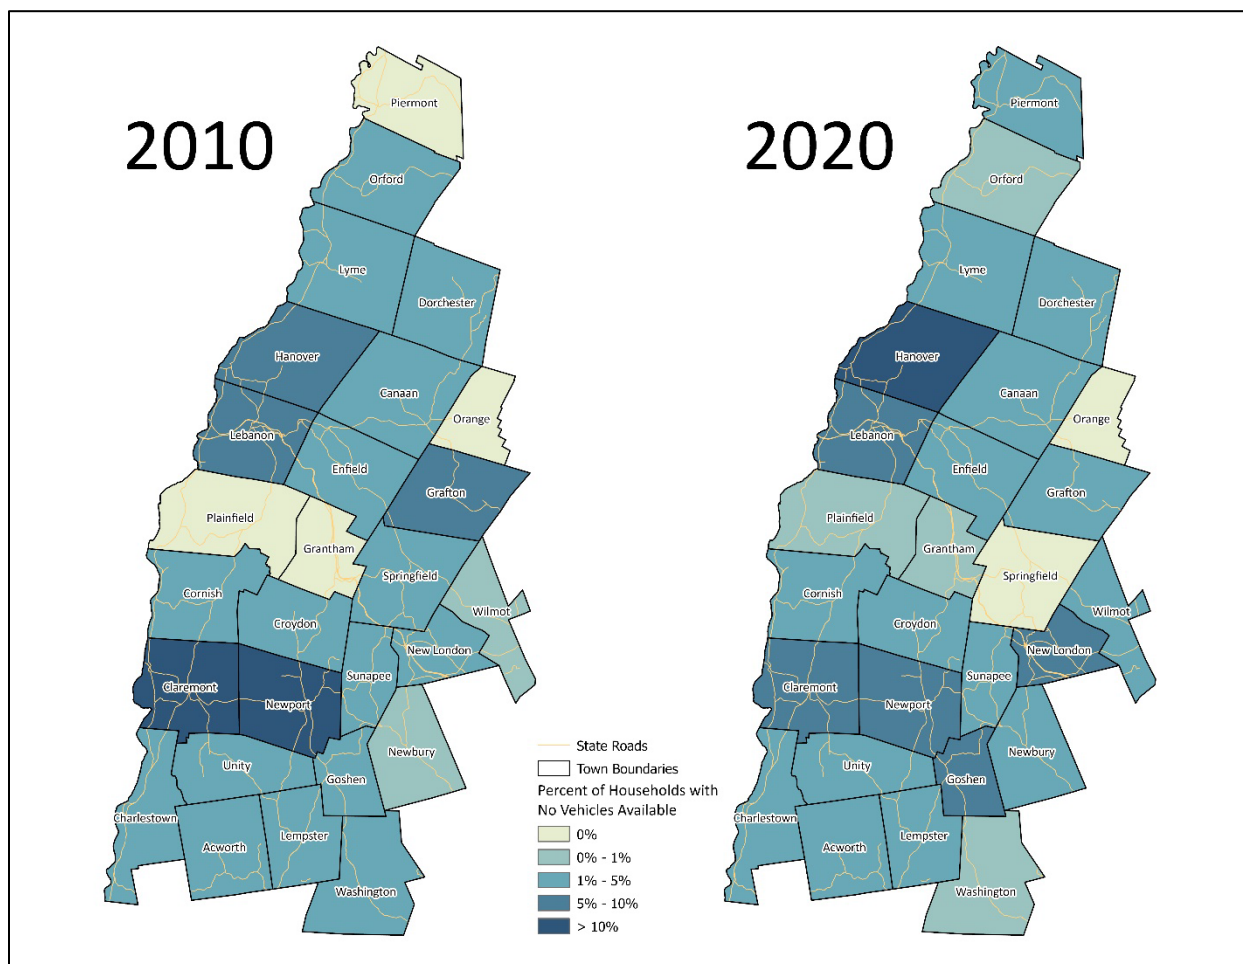 2010
Piermont
Orford
Lyme
Dorchester
Hanover
Canaan
Orange
Lebanon
Enfield
Grafton
Plainfield
Grantham
Springfield
Cornish
Wilmot
Croydon
New London
Sunapee
Claremont
Newport
Newbury
Unity
Goshen
Charlestown
Lempster
Acworth
Washington
2020
Piermont
Orford
Lyme
Dorchester
Hanover
Canaan
Orange
Lebanon
Enfield
Grafton
Plainfield
Grantham
Springfield
Cornish
Wilmot
Croydon
New London
Sunapee
Claremont
Newport
Newbury
Unity
Goshen
Charlestown
Lempster
Acworth
Washington
State Roads
Town Boundaries
Percent of Households with
No Vehicles Available
0%
0% - 1%
1% - 5%
5% - 10%
> 10%